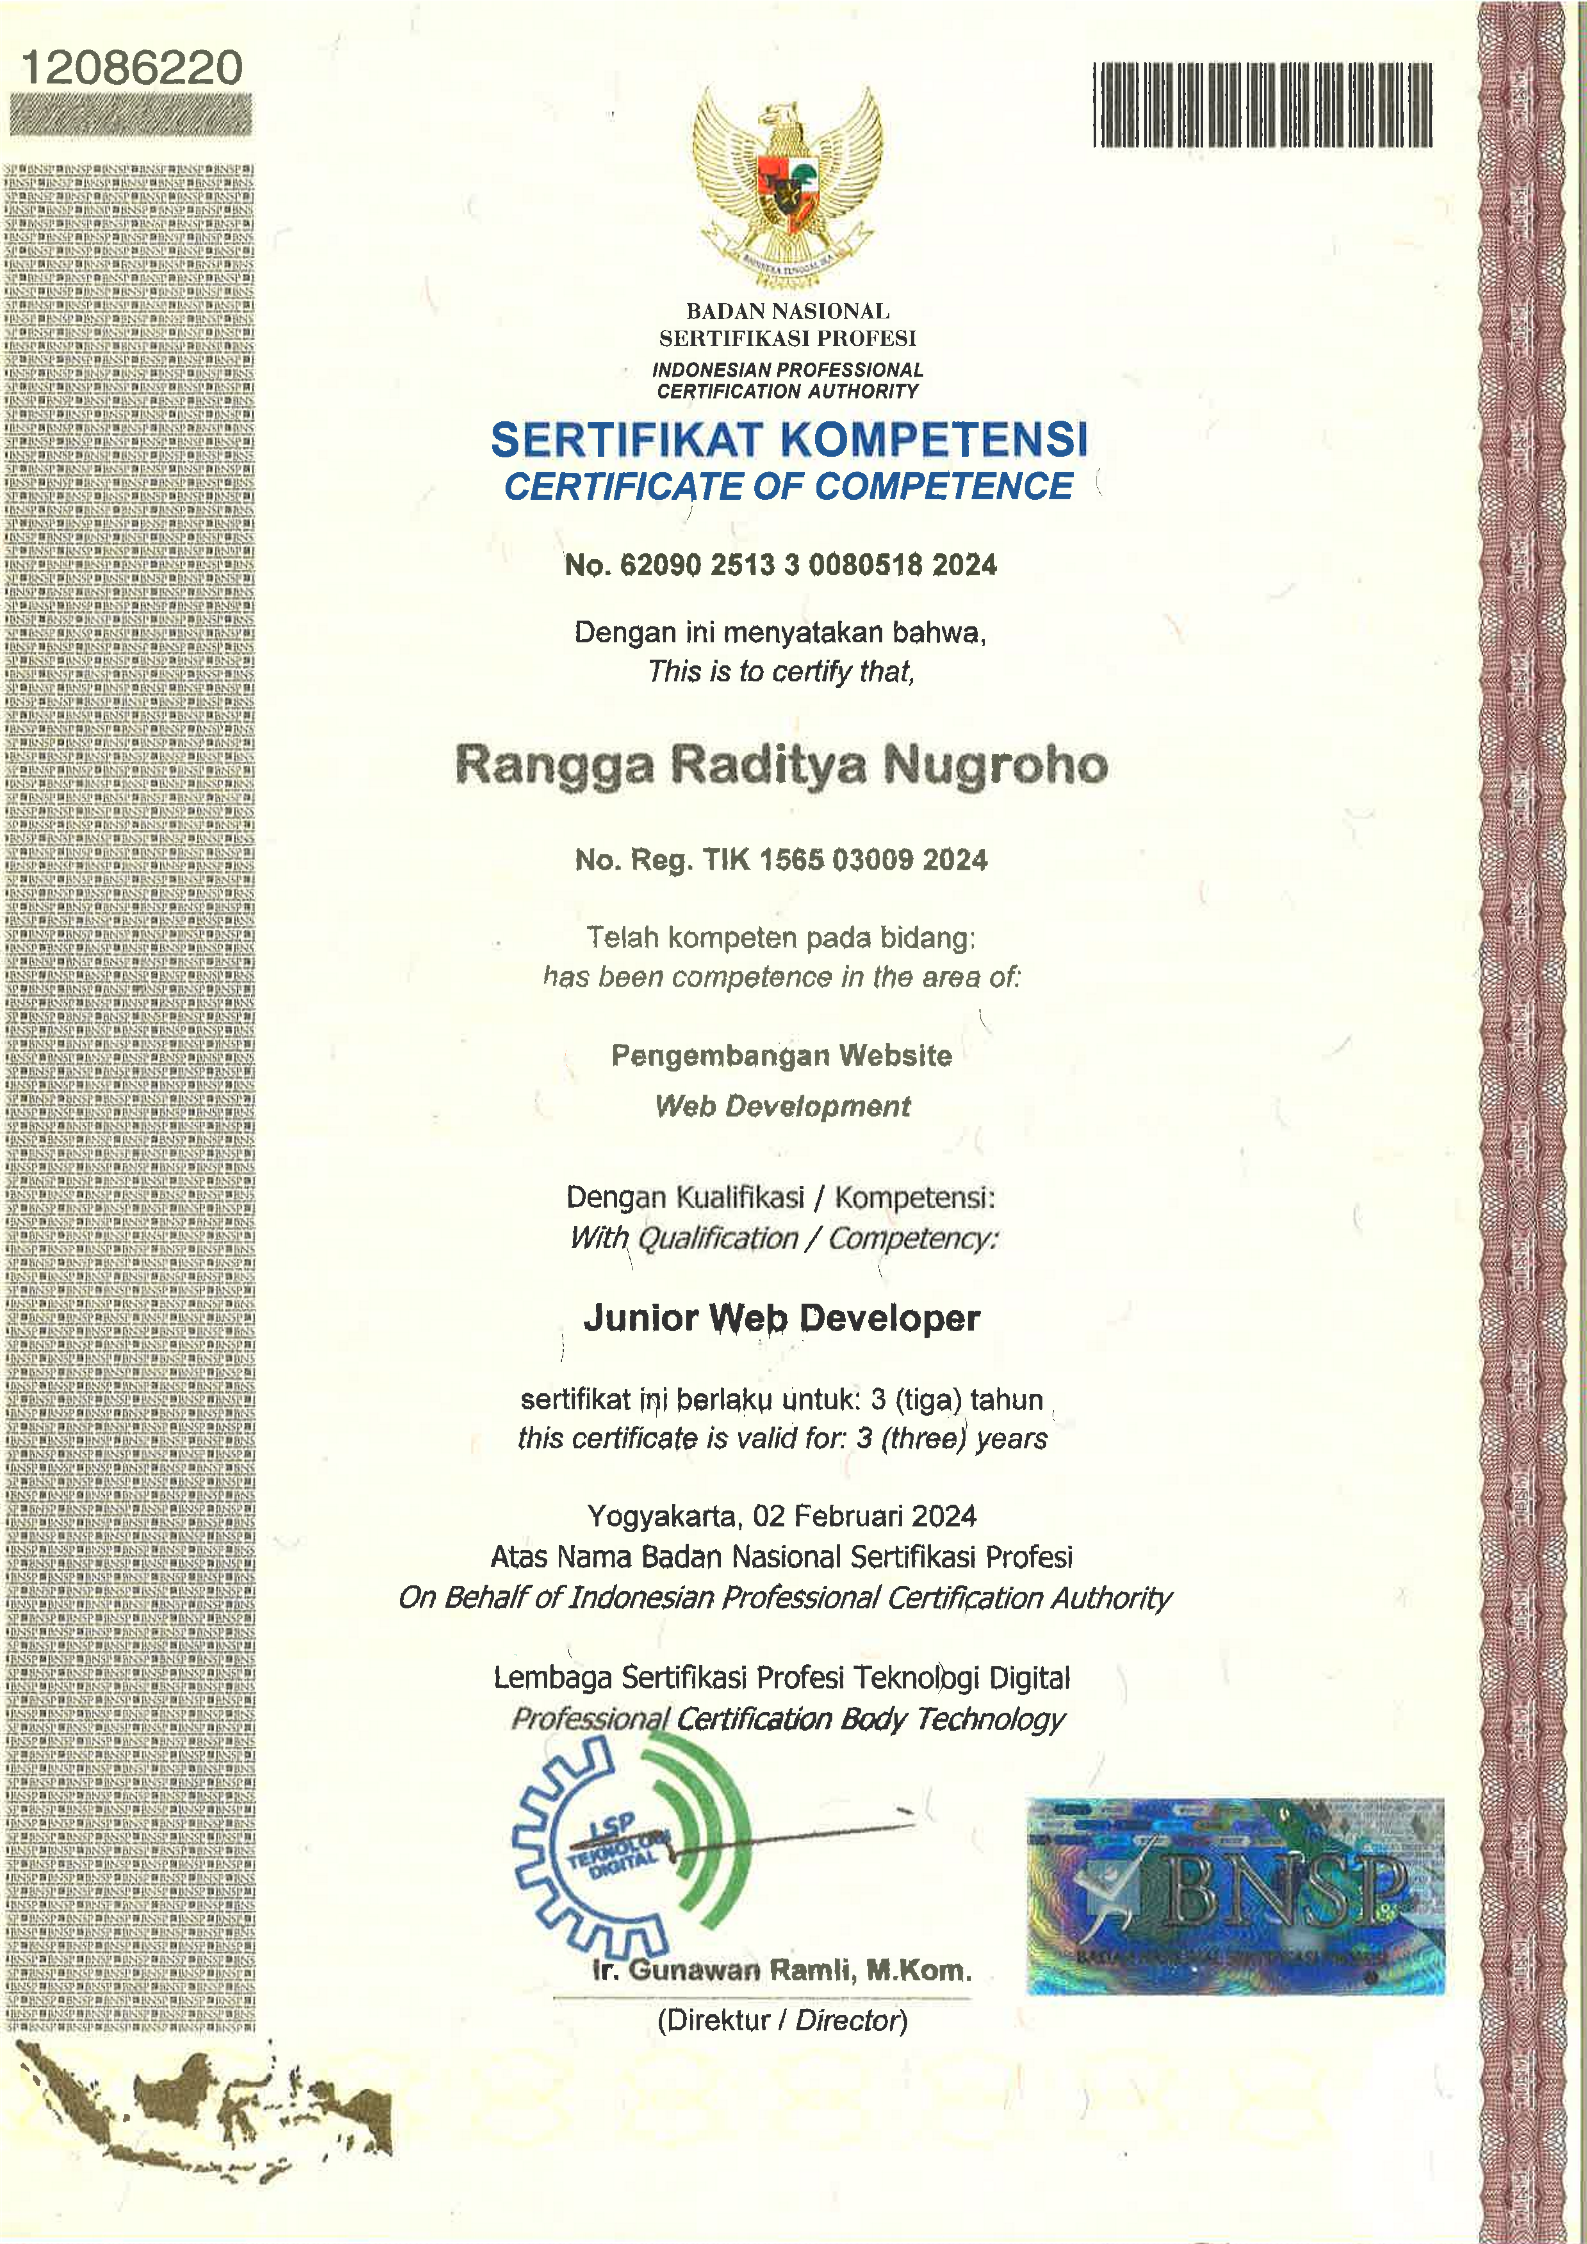 12086220
BHINNEKA TUNGGAL IKA
BADAN NASIONAL
SERTIFIKASI PROFESI
INDONESIAN PROFESSIONAL
CERTIFICATION AUTHORITY
SERTIFIKAT KOMPETENSI
CERTIFICATE OF COMPETENCE
No. 62090 2513 3 0080518 2024
Dengan ini menyatakan bahwa,
This is to certify that,
Rangga Raditya Nugroho
No. Reg. TIK 1565 03009 2024
Telah kompeten pada bidang:
has been competence in the area of:
Pengembangan Website
Web Development
Dengan Kualifikasi / Kompetensi:
With Qualification / Competency:
Junior Web Developer
sertifikat ini berlaku untuk: 3 (tiga) tahun
this certificate is valid for: 3 (three) years
Yogyakarta, 02 Februari 2024
Atas Nama Badan Nasional Sertifikasi Profesi
On Behalf of Indonesian Professional Certification Authority
Lembaga Sertifikasi Profesi Teknologi Digital
Professional Certification Body Technology
LSP
TEKNOLOGI
DIGITAL
BNSP
BADAN NASIONAL SERTIFIKASI PROFESI
Ir. Gunawan Ramli, M.Kom.
(Direktur / Director)